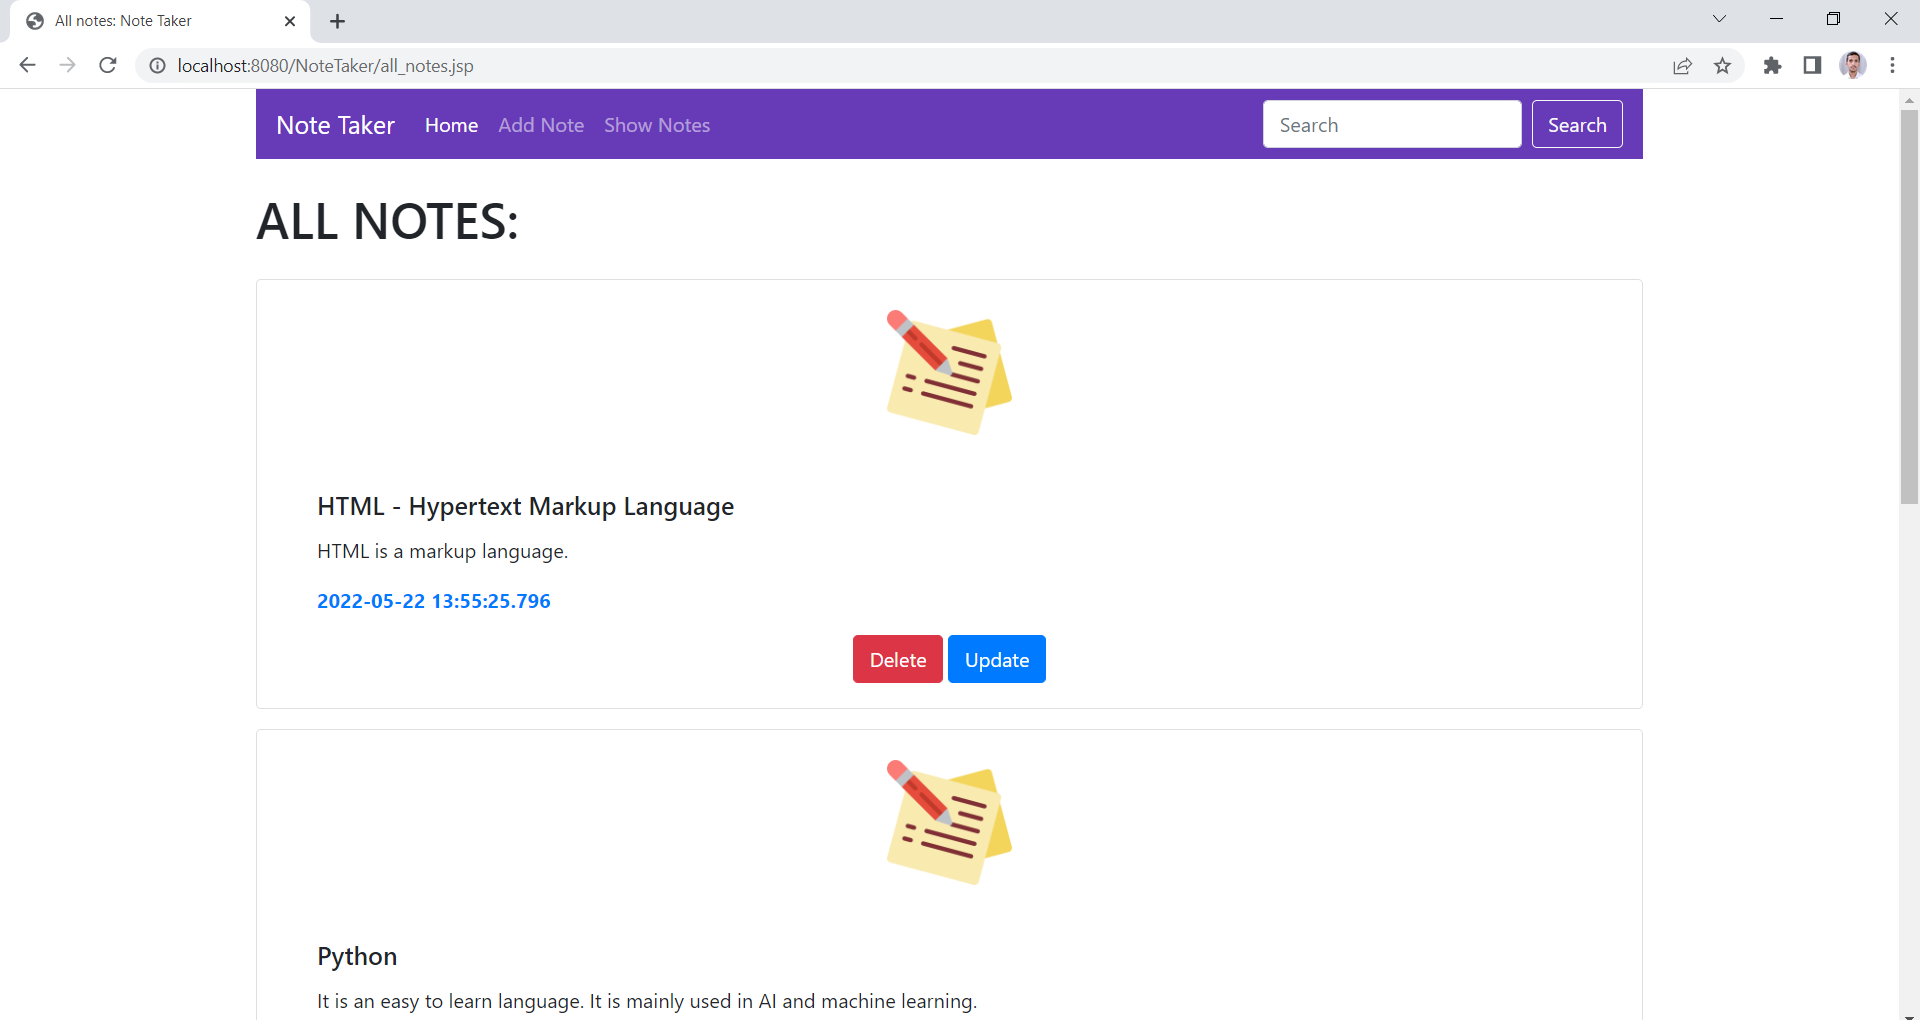 All notes: Note Taker
localhost:8080/NoteTaker/all_notes.jsp
Note Taker Home Add Note Show Notes Search Search
ALL NOTES:
HTML - Hypertext Markup Language
HTML is a markup language.
2022-05-22 13:55:25.796
Delete Update
Python
It is an easy to learn language. It is mainly used in AI and machine learning.